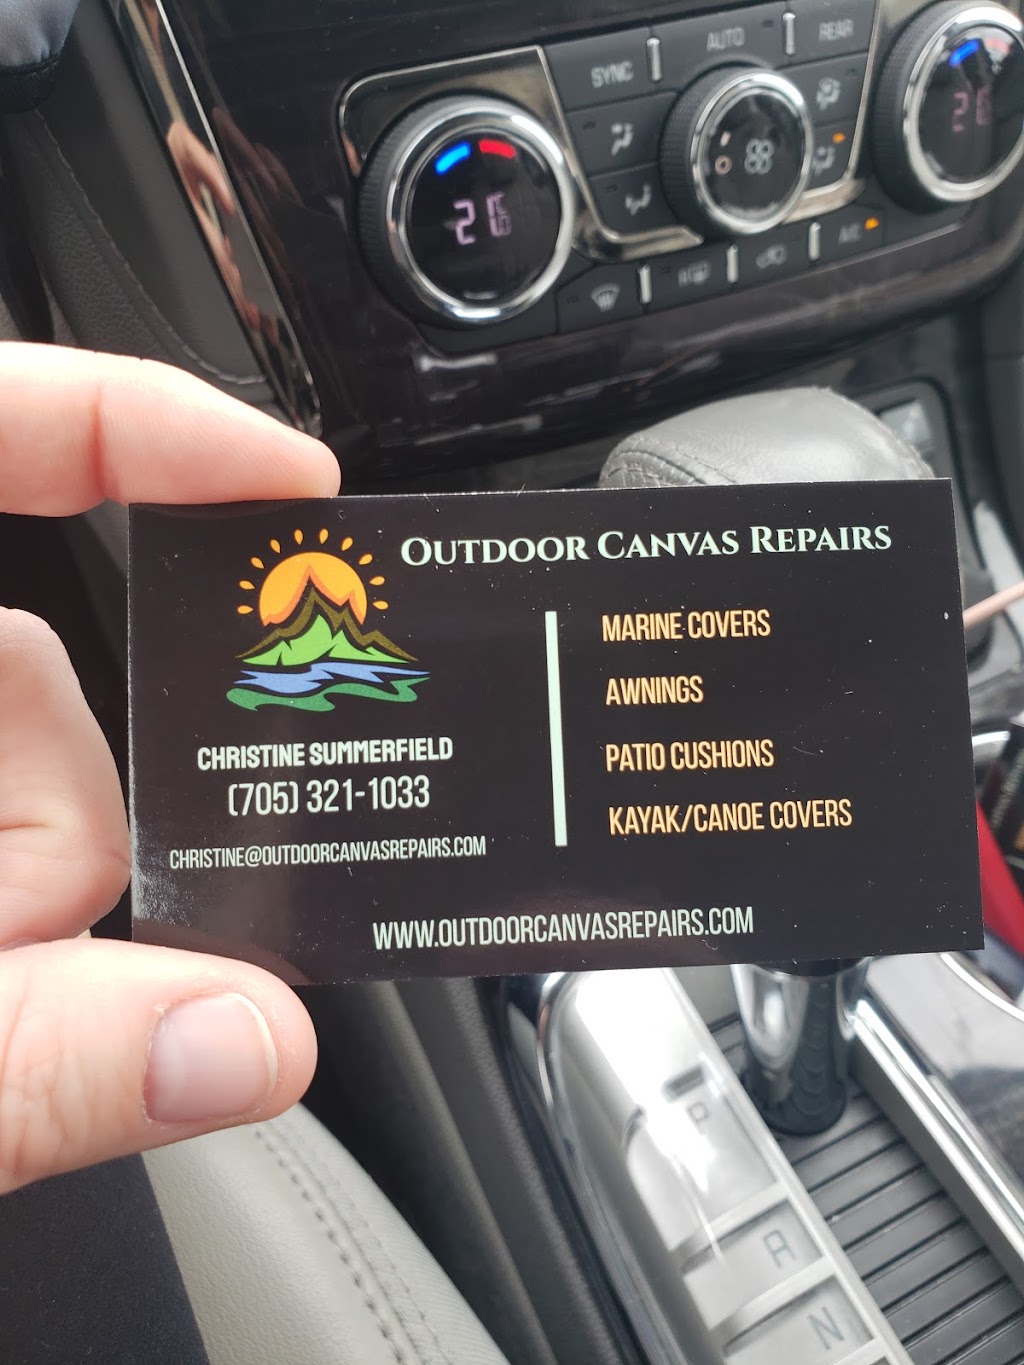 SYNC
AUTO
REAR
A/C
OUTDOOR CANVAS REPAIRS
MARINE COVERS
AWNINGS
PATIO CUSHIONS
KAYAK/CANOE COVERS
CHRISTINE SUMMERFIELD
(705) 321-1033
CHRISTINE@OUTDOORCANVASREPAIRS.COM
WWW.OUTDOORCANVASREPAIRS.COM
P
R
N